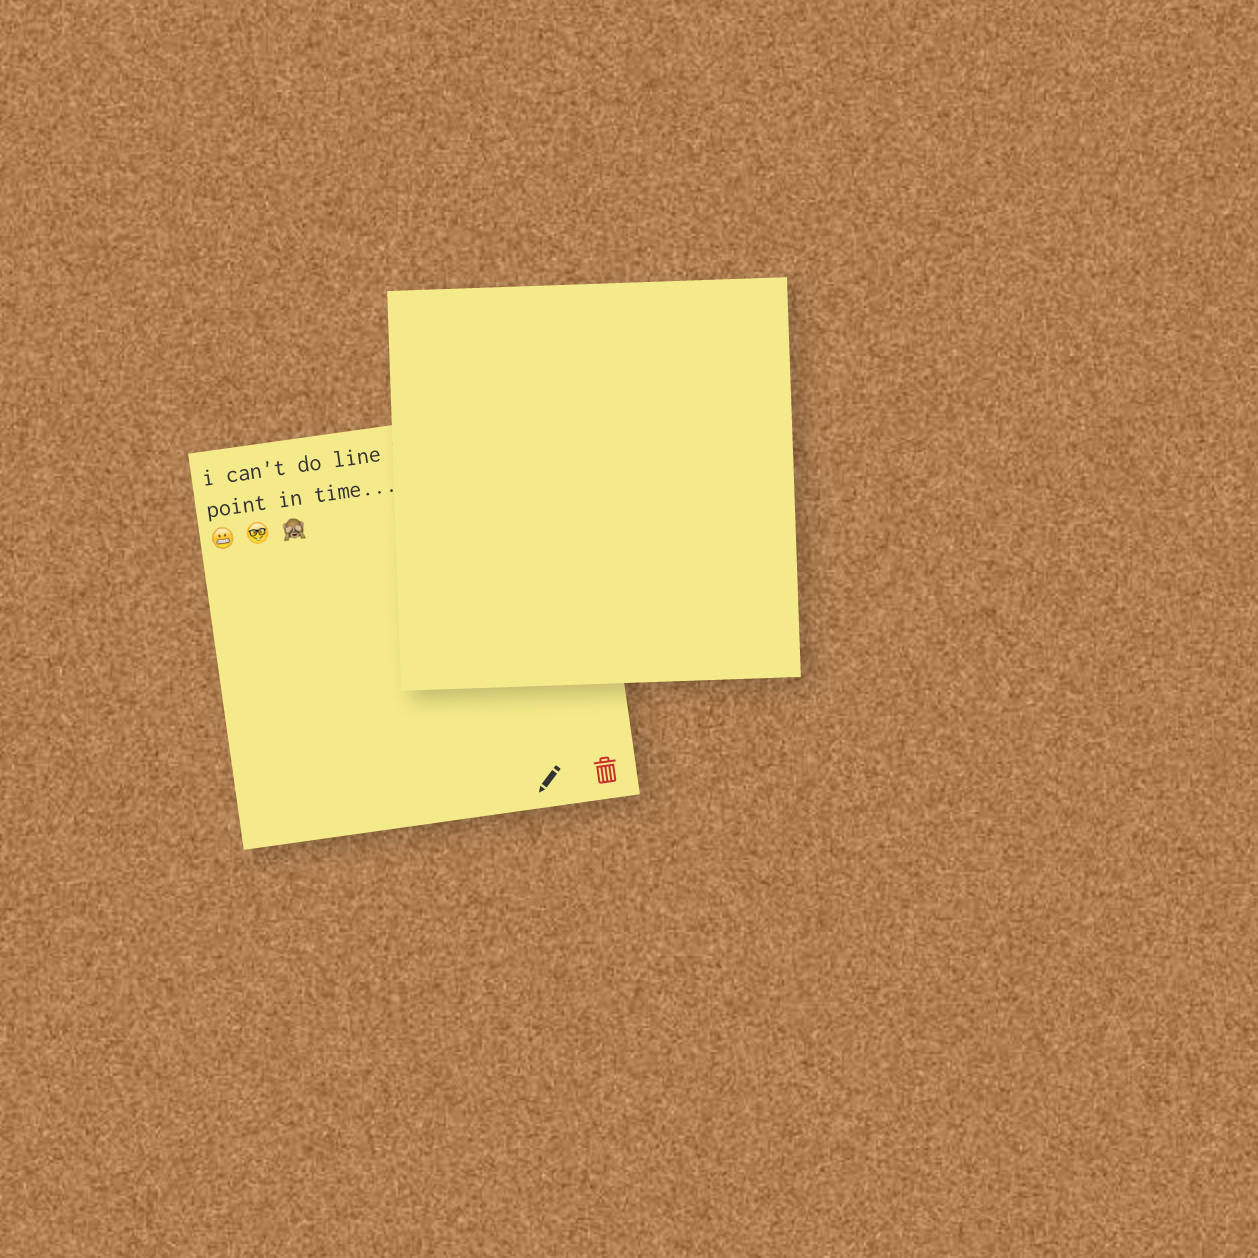 i can't do line
point in time...
😬 🤓 🙈